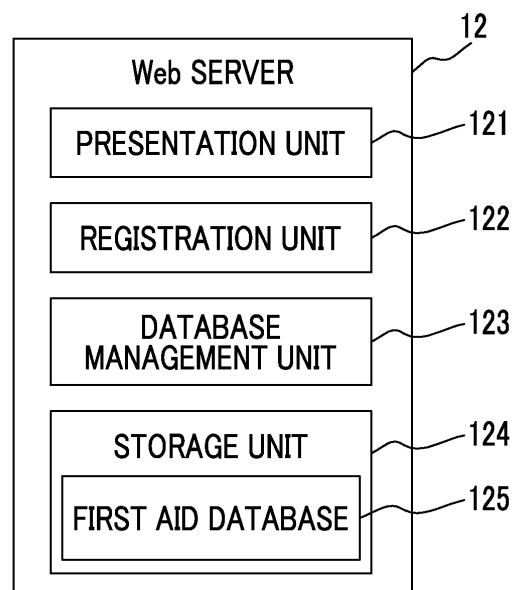 12
Web SERVER
PRESENTATION UNIT
121
REGISTRATION UNIT
122
DATABASE
MANAGEMENT UNIT
123
STORAGE UNIT
124
FIRST AID DATABASE
125